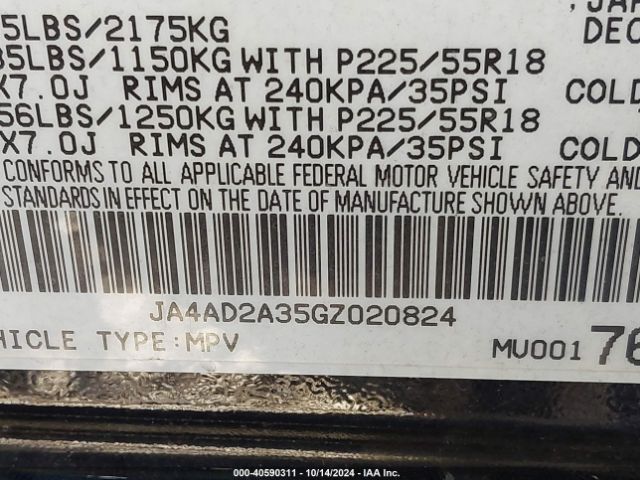 5LBS/2175KG
85LBS/1150KG WITH P225/55R18
X7.0J RIMS AT 240KPA/35PSI COLD
56LBS/1250KG WITH P225/55R18
X7.0J RIMS AT 240KPA/35PSI COLD
CONFORMS TO ALL APPLICABLE FEDERAL MOTOR VEHICLE SAFETY AND
STANDARDS IN EFFECT ON THE DATE OF MANUFACTURE SHOWN ABOVE.
JA4AD2A35GZ020824
HICLE TYPE:MPV MU001 76
000-40590311 - 10/14/2024 - IAA Inc.